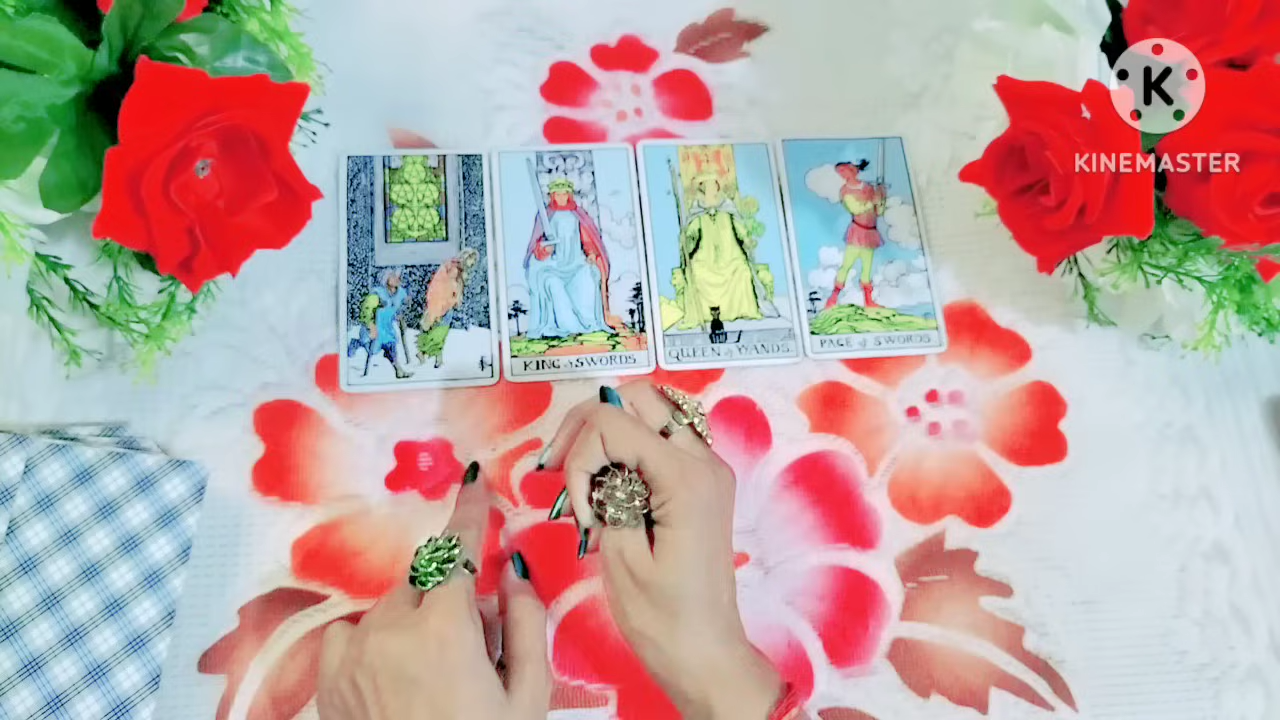 K
KINEMASTER
KING of SWORDS
QUEEN of WANDS
PAGE of SWORDS